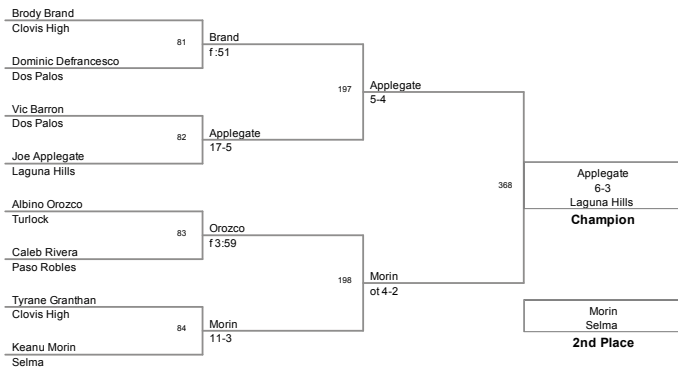 Brody Brand
Clovis High
81
Brand
f :51
Dominic Defrancesco
Dos Palos
197
Applegate
5-4
Vic Barron
Dos Palos
82
Applegate
17-5
Joe Applegate
Laguna Hills
368
Applegate
6-3
Laguna Hills
Champion
Albino Orozco
Turlock
83
Orozco
f 3:59
Caleb Rivera
Paso Robles
198
Morin
ot 4-2
Tyrane Granthan
Clovis High
84
Morin
11-3
Keanu Morin
Selma
Morin
Selma
2nd Place